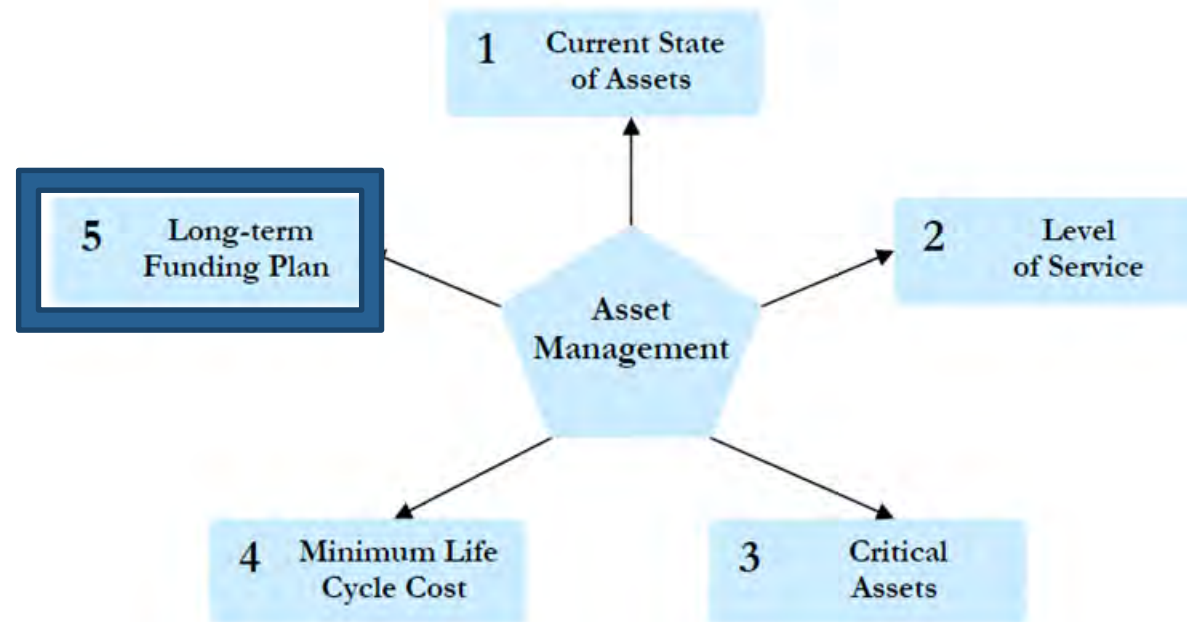 1 Current State
of Assets
5 Long-term
Funding Plan
2 Level
of Service
Asset
Management
4 Minimum Life
Cycle Cost
3 Critical
Assets